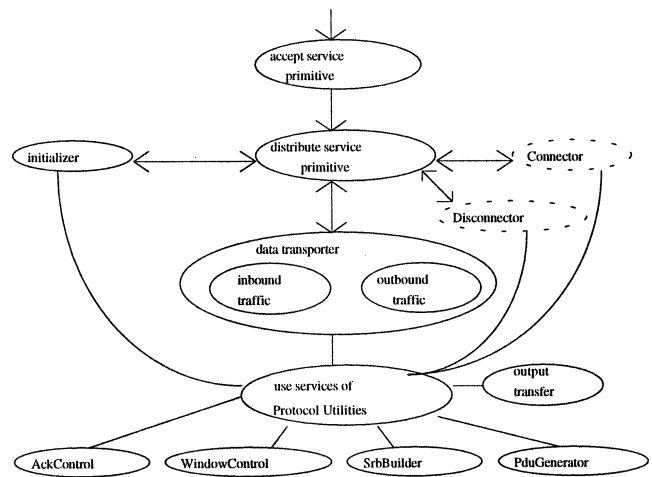 accept service
primitive
initializer
distribute service
primitive
Connector
Disconnector
data transporter
inbound
traffic
outbound
traffic
use services of
Protocol Utilities
output
transfer
AckControl
WindowControl
SrbBuilder
PduGenerator